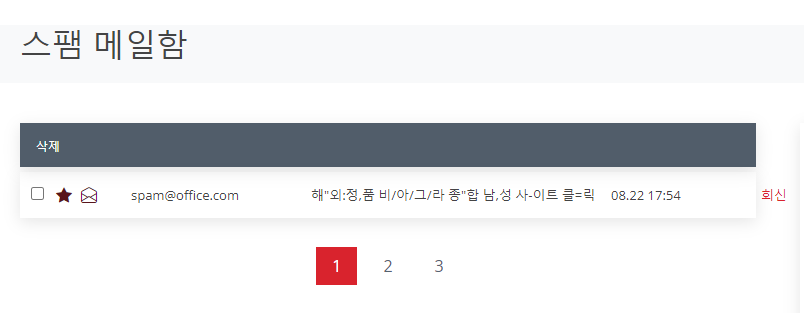 스팸 메일함
삭제
spam@office.com 해"외:정,품 비/아/그/라 종"합 남,성 사-이트 클=릭 08.22 17:54 회신
1 2 3